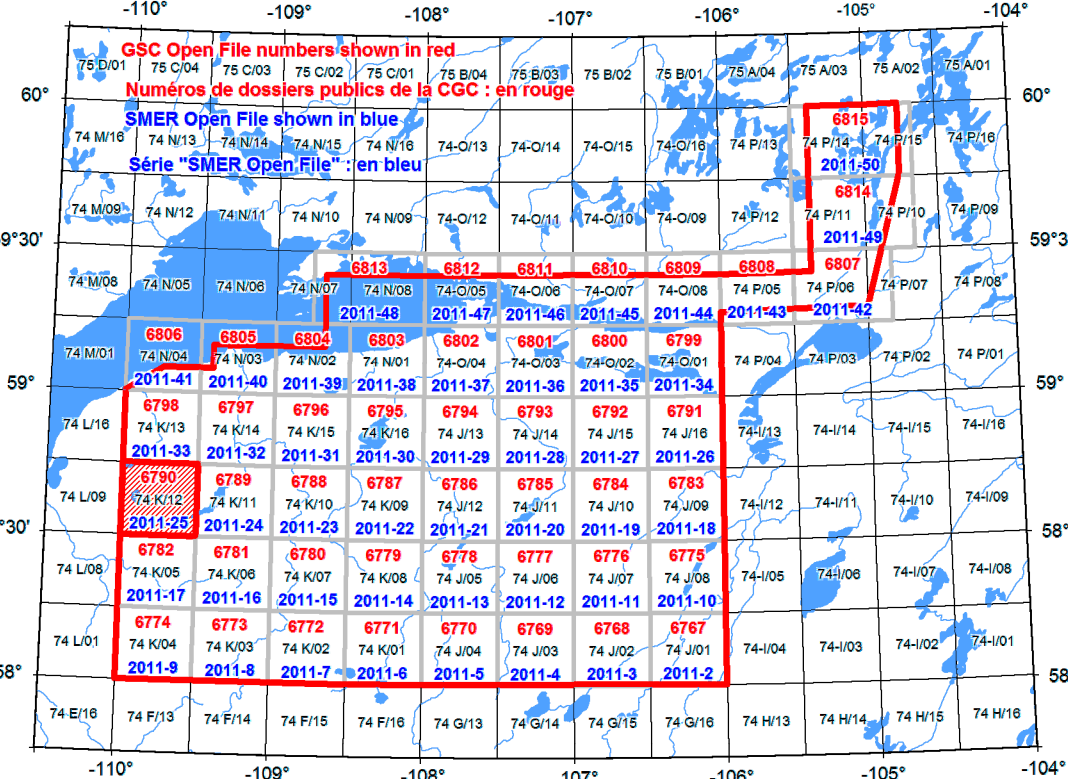 -110° -109° -108° -107° -106° -105° -104°
GSC Open File numbers shown in red
75 D/01 75 C/04 75 C/03 75 C/02 75 C/01 75 B/04 75 B/03 75 B/02 75 B/01 75 A/04 75 A/03 75 A/02 75 A/01
Numéros de dossiers publics de la CGC : en rouge
60° 60°
SMER Open File shown in blue
6815
74 M/16 74 N/13 74 N/14 74 N/15 74 N/16 74-O/13 74-O/14 74-O/15 74-O/16 74 P/13 74 P/14 74 P/15 74 P/16
Série "SMER Open File" : en bleu
2011-50
6814
74 M/09 74 N/12 74 N/11 74 N/10 74 N/09 74-O/12 74-O/11 74-O/10 74-O/09 74 P/12 74 P/11 74 P/10 74 P/09
2011-49
9°30' 59°3
6813 6812 6811 6810 6809 6808 6807
74 M/08 74 N/05 74 N/06 74 N/07 74 N/08 74-O/05 74-O/06 74-O/07 74-O/08 74 P/05 74 P/06 74 P/07 74 P/08
2011-48 2011-47 2011-46 2011-45 2011-44 2011-43 2011-42
6806 6805 6804 6803 6802 6801 6800 6799
74 M/01 74 N/04 74 N/03 74 N/02 74 N/01 74-O/04 74-O/03 74-O/02 74-O/01 74 P/04 74 P/03 74 P/02 74 P/01
59° 2011-41 2011-40 2011-39 2011-38 2011-37 2011-36 2011-35 2011-34 59°
6798 6797 6796 6795 6794 6793 6792 6791
74 L/16 74 K/13 74 K/14 74 K/15 74 K/16 74 J/13 74 J/14 74 J/15 74 J/16 74-I/13 74-I/14 74-I/15 74-I/16
2011-33 2011-32 2011-31 2011-30 2011-29 2011-28 2011-27 2011-26
6790 6789 6788 6787 6786 6785 6784 6783
74 L/09 74 K/12 74 K/11 74 K/10 74 K/09 74 J/12 74 J/11 74 J/10 74 J/09 74-I/12 74-I/11 74-I/10 74-I/09
°30' 2011-25 2011-24 2011-23 2011-22 2011-21 2011-20 2011-19 2011-18 58°
6782 6781 6780 6779 6778 6777 6776 6775
74 L/08 74 K/05 74 K/06 74 K/07 74 K/08 74 J/05 74 J/06 74 J/07 74 J/08 74-I/05 74-I/06 74-I/07 74-I/08
2011-17 2011-16 2011-15 2011-14 2011-13 2011-12 2011-11 2011-10
6774 6773 6772 6771 6770 6769 6768 6767
74 L/01 74 K/04 74 K/03 74 K/02 74 K/01 74 J/04 74 J/03 74 J/02 74 J/01 74-I/04 74-I/03 74-I/02 74-I/01
58° 2011-9 2011-8 2011-7 2011-6 2011-5 2011-4 2011-3 2011-2 58
74 E/16 74 F/13 74 F/14 74 F/15 74 F/16 74 G/13 74 G/14 74 G/15 74 G/16 74 H/13 74 H/14 74 H/15 74 H/16
-110° -109° -108° -107° -106° -105° -104°